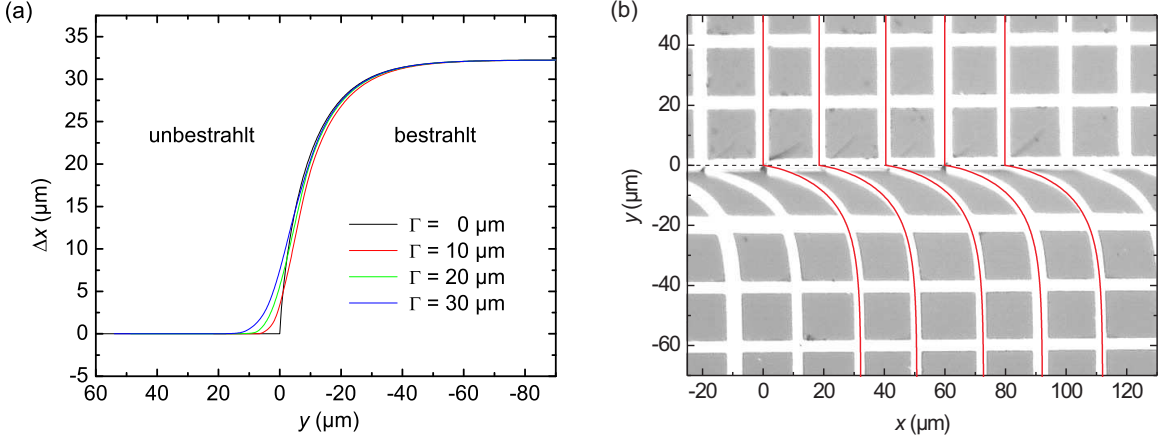 (a)
35
30
25
20
15
10
5
0
-5
Δx (µm)
unbestrahlt
bestrahlt
Γ = 0 µm
Γ = 10 µm
Γ = 20 µm
Γ = 30 µm
60 40 20 0 -20 -40 -60 -80
y (µm)
(b)
40
20
0
-20
-40
-60
y (µm)
-20 0 20 40 60 80 100 120
x (µm)